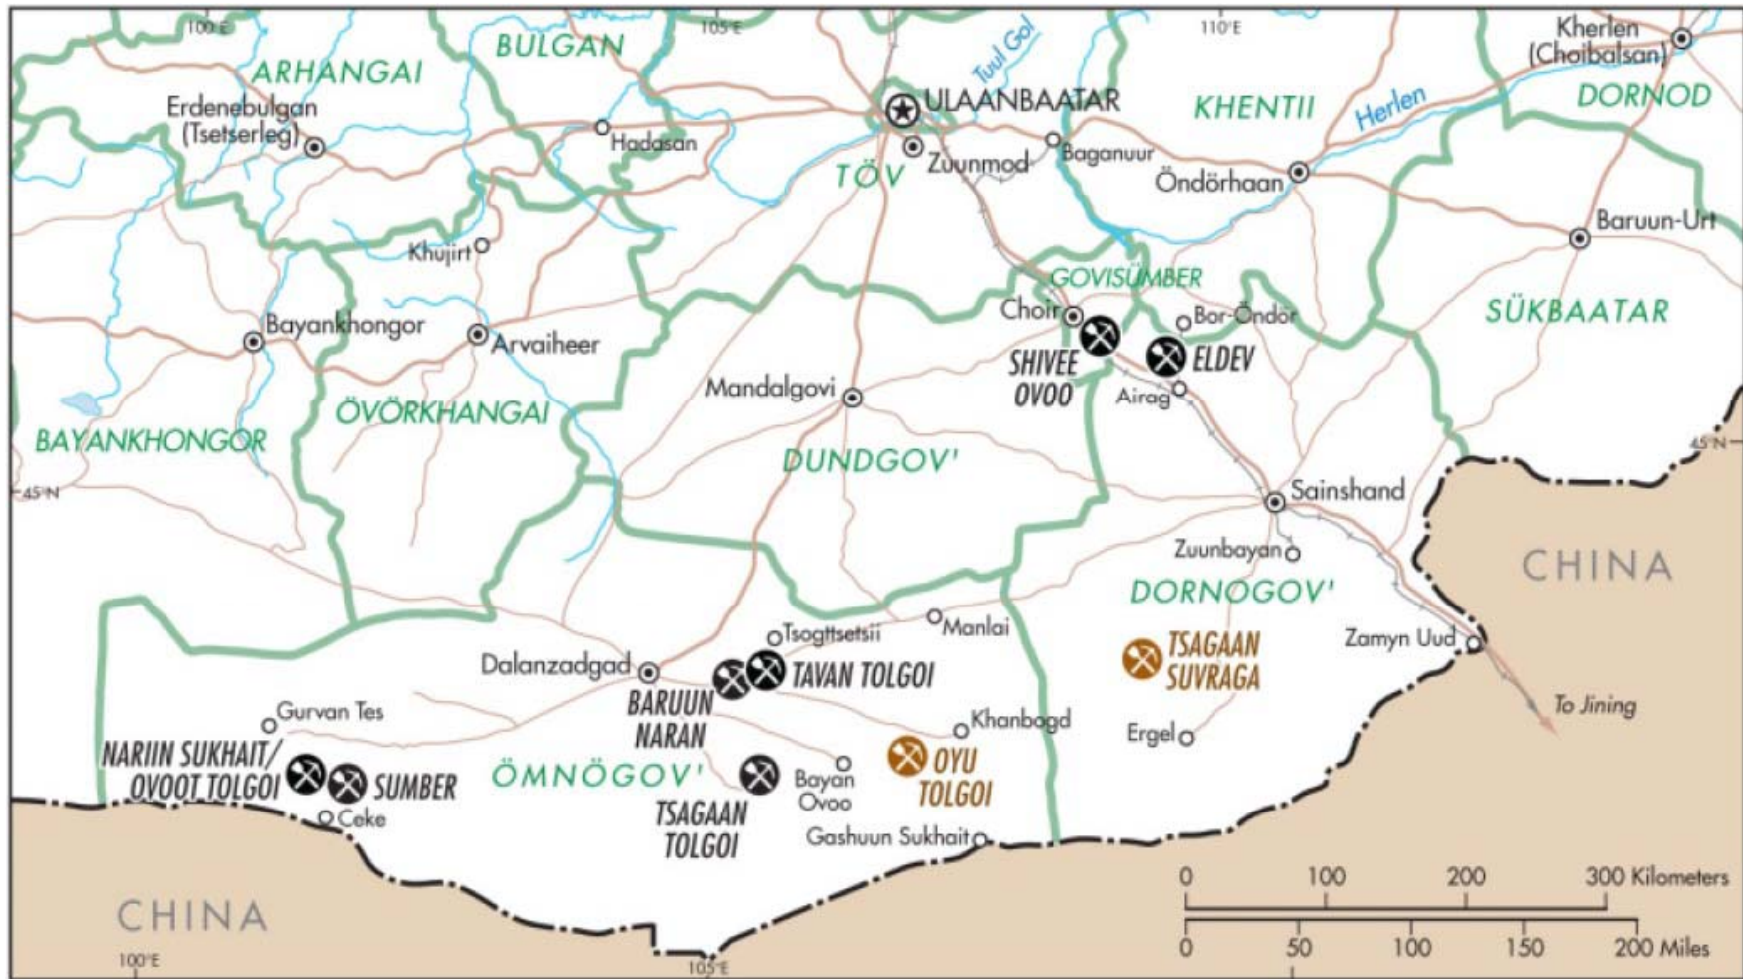 100°E
105°E
110°E
Kherlen
(Choibalsan)
BULGAN
ARHANGAI
Tuul Gol
Erdenebulgan
(Tsetserleg)
ULAANBAATAR
KHENTII
Herlen
DORNOD
Hadasan
Zuunmod
Baganuur
TÖV
Öndörhaan
Baruun-Urt
Khujirt
GOVISÜMBER
Choir
Bor-Öndör
SÜKBAATAR
Bayankhongor
Arvaiheer
SHIVEE
OVOO
ELDEV
Mandalgovi
Airag
ÖVÖRKHANGAI
BAYANKHONGOR
DUNDGOV'
45°N
45°N
Sainshand
Zuunbayan
CHINA
DORNOGOV'
Tsogttsetsii
Manlai
Zamyn Uud
Dalanzadgad
TAVAN TOLGOI
TSAGAAN
SUVRAGA
BARUUN
NARAN
Gurvan Tes
Khanbogd
Ergel
To Jining
NARIIN SUKHAIT/
OVOOT TOLGOI
SUMBER
ÖMNÖGOV'
Bayan
Ovoo
OYU
TOLGOI
TSAGAAN
TOLGOI
Ceke
Gashuun Sukhait
CHINA
0 100 200 300 Kilometers
0 50 100 150 200 Miles
100°E
105°E